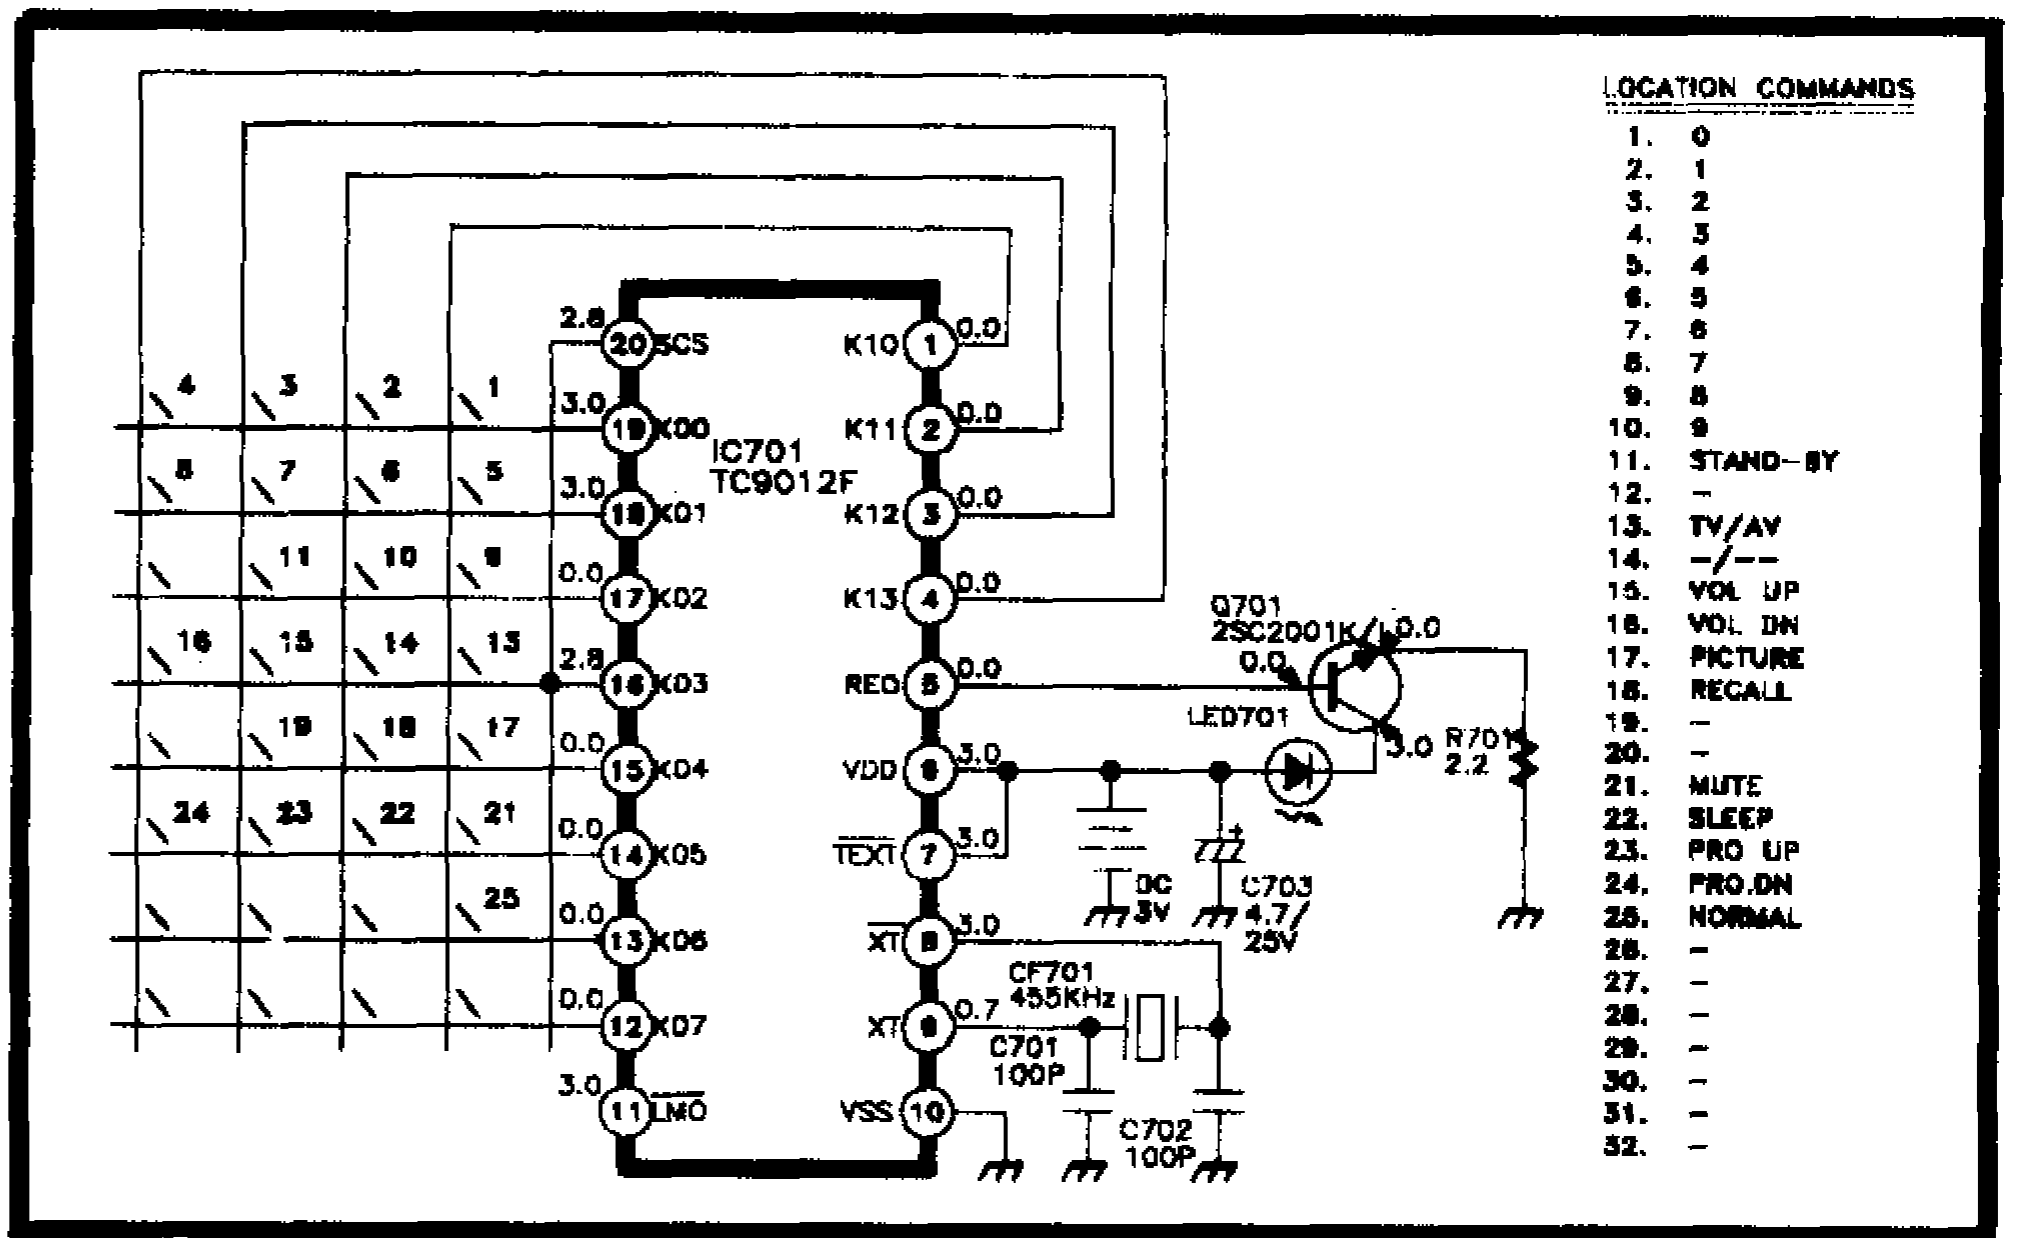 LOCATION COMMANDS
1. 0
2. 1
3. 2
4. 3
5. 4
6. 5
7. 6
8. 7
9. 8
10. 9
11. STAND-BY
12. -
13. TV/AV
14. -/--
15. VOL UP
16. VOL DN
17. PICTURE
18. RECALL
19. -
20. -
21. MUTE
22. SLEEP
23. PRO UP
24. PRO.DN
25. NORMAL
26. -
27. -
28. -
29. -
30. -
31. -
32. -
4 3 2 1
8 7 6 5
11 10 9
16 15 14 13
19 18 17
24 23 22 21
25
2.8 20 SCS
3.0 19 K00
3.0 18 K01
0.0 17 K02
2.8 16 K03
0.0 15 K04
0.0 14 K05
0.0 13 K06
0.0 12 K07
3.0 11 LMO
IC701
TC9012F
K10 1 0.0
K11 2 0.0
K12 3 0.0
K13 4 0.0
REO 5 0.0
VDD 6 3.0
TEXT 7 3.0
XT 8 3.0
XT 9 0.7
VSS 10
Q701
2SC2001K/L
0.0
0.0
3.0
LED701
R701
2.2
DC
3V
C703
4.7/
25V
CF701
455KHz
C701
100P
C702
100P